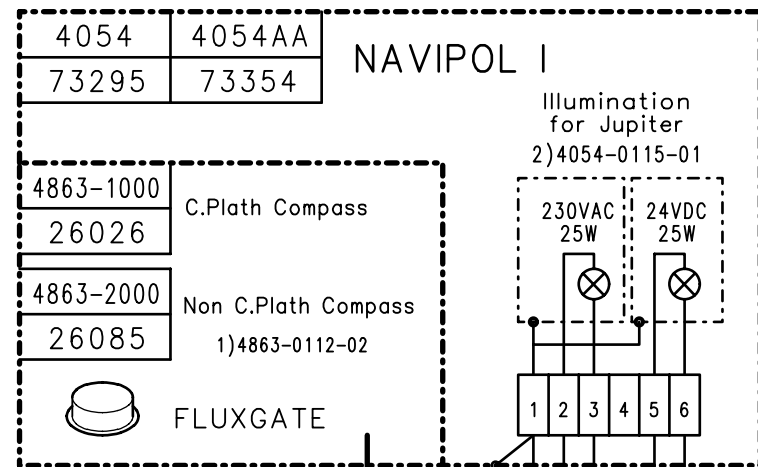 4054 4054AA
73295 73354
NAVIPOL I
Illumination
for Jupiter
2)4054-0115-01
4863-1000
26026
C.Plath Compass
230VAC
25W
24VDC
25W
4863-2000
26085
Non C.Plath Compass
1)4863-0112-02
FLUXGATE
1 2 3 4 5 6